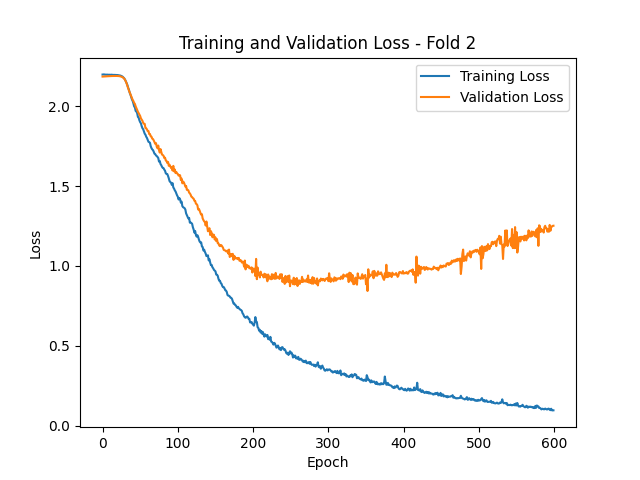 Training and Validation Loss - Fold 2
Training Loss
Validation Loss
2.0
1.5
1.0
0.5
0.0
Loss
0 100 200 300 400 500 600
Epoch